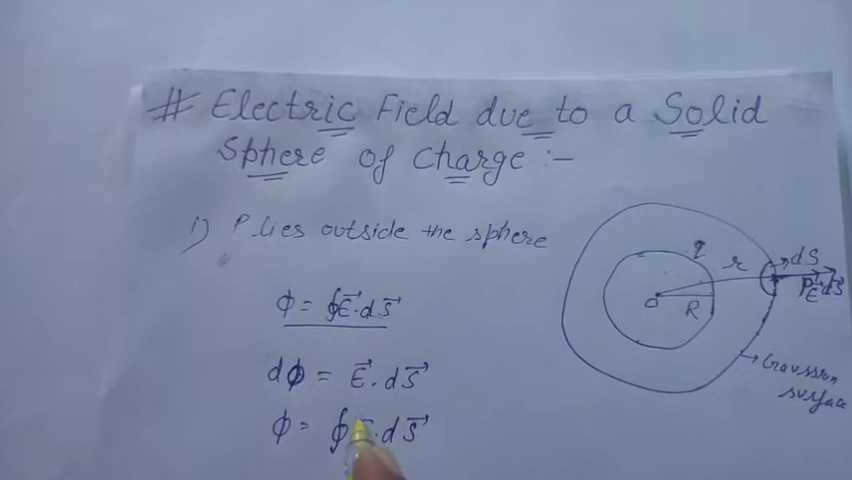 # Electric Field due to a Solid
Sphere of charge :-
i) P lies outside the sphere
ϕ = ∮E⃗.dS⃗
dϕ = E⃗.dS⃗
ϕ = ∮E⃗.dS⃗
q
r
dS
P
E⃗
dS⃗
O
R
Gaussian
surface